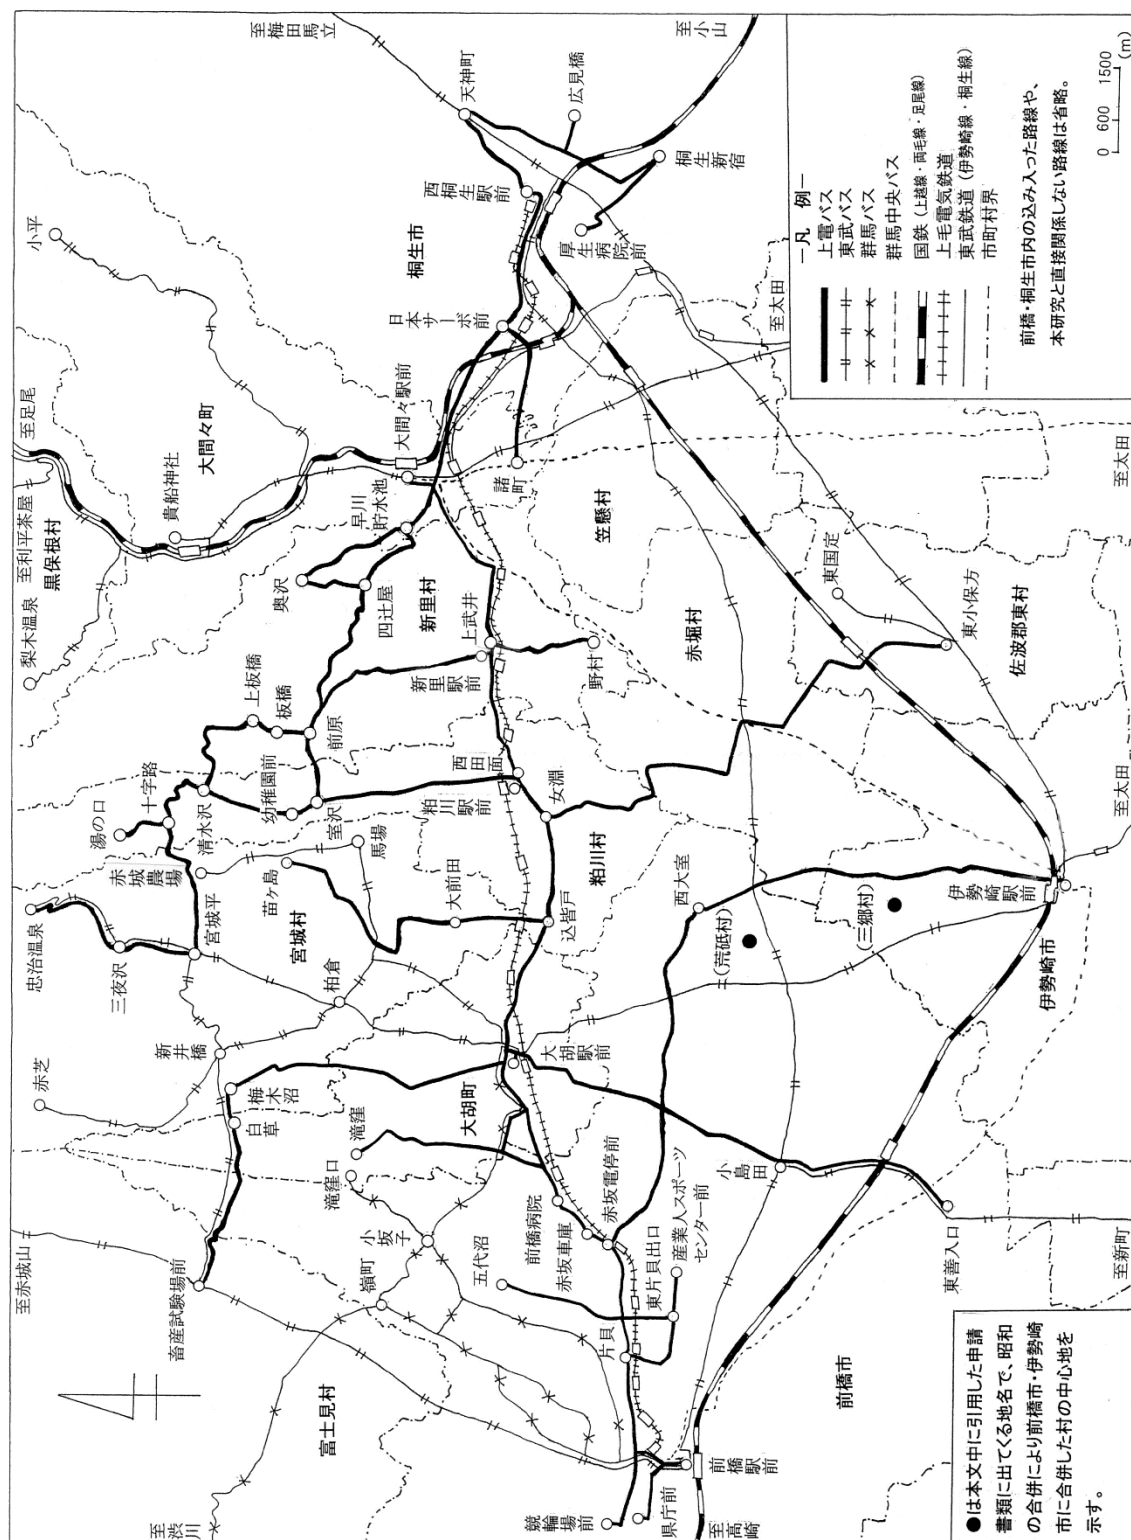 至梅田馬立
天神町
広見橋
至小山
小平
西桐生駅前
桐生新宿
桐生市
厚生病院前
日本サーボ前
至太田
至足尾
大間々町
大間々駅前
貴船神社
至利平茶屋
黒保根村
早川貯水池
諸町
笠懸村
至太田
梨木温泉
奥沢
四辻屋
新里村
上武井
新里駅前
野村
赤堀村
東国定
東小保方
佐波郡東村
上板橋
板橋
前原
西田面
粕川駅前
女淵
湯の口
十字路
清水沢
幼稚園前
室沢
馬場
赤城農場
苗ヶ島
大前田
込皆戸
粕川村
西大室
(荒砥村)
(三郷村)
伊勢崎駅前
伊勢崎市
至太田
忠治温泉
三夜沢
宮城平
宮城村
柏倉
新井橋
赤芝
梅木沼
白草
大胡駅前
大胡町
滝窪
滝窪口
小坂子
嶺町
前橋病院
赤坂車庫
赤坂電停前
五代沼
東片貝出口
産業人スポーツ
センター前
片貝
小島田
東善入口
至新町
至赤城山
畜産試験場前
富士見村
前橋市
前橋駅前
県庁前
競輪場前
至渋川
至高崎
―凡 例―
上電バス
東武バス
群馬バス
群馬中央バス
国鉄(上越線・両毛線・足尾線)
上毛電気鉄道
東武鉄道(伊勢崎線・桐生線)
市町村界
前橋・桐生市内の込み入った路線や、
本研究と直接関係しない路線は省略。
0 600 1500
(m)
●は本文中に引用した申請
書類に出てくる地名で、昭和
の合併により前橋市・伊勢崎
市に合併した村の中心地を
示す。